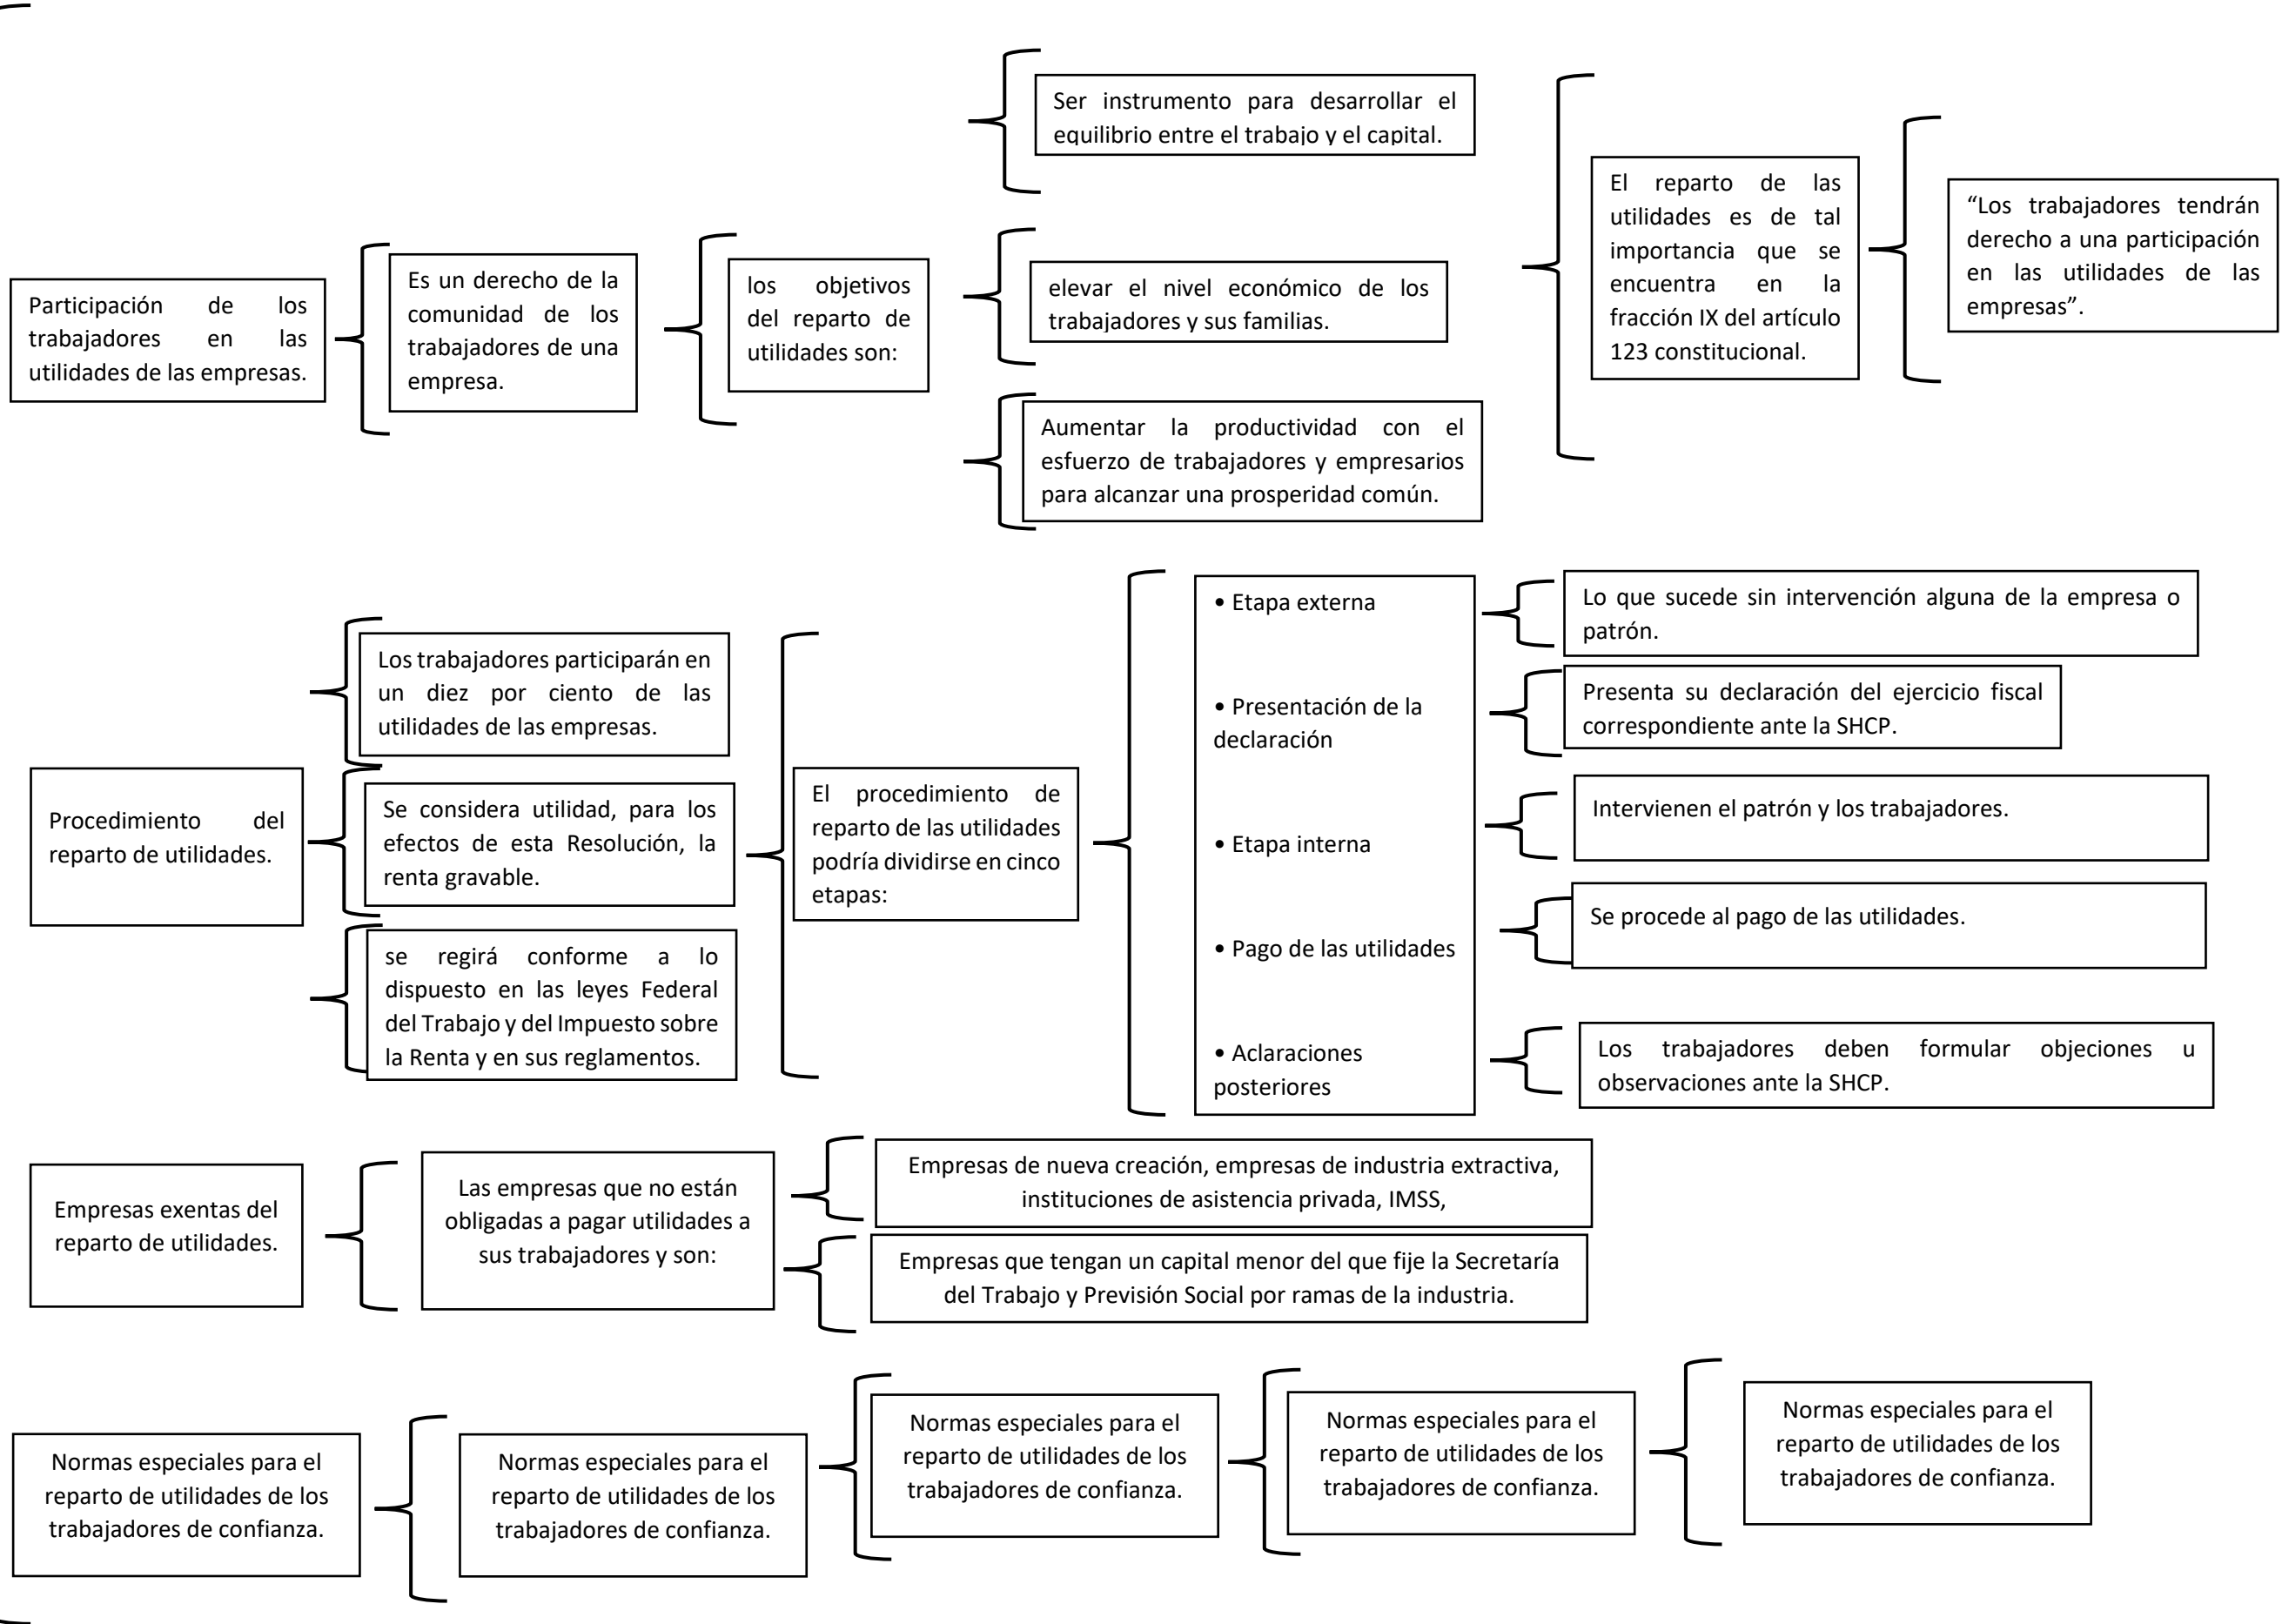 Participación de los
trabajadores en las
utilidades de las empresas.
Es un derecho de la
comunidad de los
trabajadores de una
empresa.
los objetivos
del reparto de
utilidades son:
Ser instrumento para desarrollar el
equilibrio entre el trabajo y el capital.
elevar el nivel económico de los
trabajadores y sus familias.
Aumentar la productividad con el
esfuerzo de trabajadores y empresarios
para alcanzar una prosperidad común.
El reparto de las
utilidades es de tal
importancia que se
encuentra en la
fracción IX del artículo
123 constitucional.
“Los trabajadores tendrán
derecho a una participación
en las utilidades de las
empresas”.
Procedimiento del
reparto de utilidades.
Los trabajadores participarán en
un diez por ciento de las
utilidades de las empresas.
Se considera utilidad, para los
efectos de esta Resolución, la
renta gravable.
se regirá conforme a lo
dispuesto en las leyes Federal
del Trabajo y del Impuesto sobre
la Renta y en sus reglamentos.
El procedimiento de
reparto de las utilidades
podría dividirse en cinco
etapas:
• Etapa externa
• Presentación de la
declaración
• Etapa interna
• Pago de las utilidades
• Aclaraciones
posteriores
Lo que sucede sin intervención alguna de la empresa o
patrón.
Presenta su declaración del ejercicio fiscal
correspondiente ante la SHCP.
Intervienen el patrón y los trabajadores.
Se procede al pago de las utilidades.
Los trabajadores deben formular objeciones u
observaciones ante la SHCP.
Empresas exentas del
reparto de utilidades.
Las empresas que no están
obligadas a pagar utilidades a
sus trabajadores y son:
Empresas de nueva creación, empresas de industria extractiva,
instituciones de asistencia privada, IMSS,
Empresas que tengan un capital menor del que fije la Secretaría
del Trabajo y Previsión Social por ramas de la industria.
Normas especiales para el
reparto de utilidades de los
trabajadores de confianza.
Normas especiales para el
reparto de utilidades de los
trabajadores de confianza.
Normas especiales para el
reparto de utilidades de los
trabajadores de confianza.
Normas especiales para el
reparto de utilidades de los
trabajadores de confianza.
Normas especiales para el
reparto de utilidades de los
trabajadores de confianza.